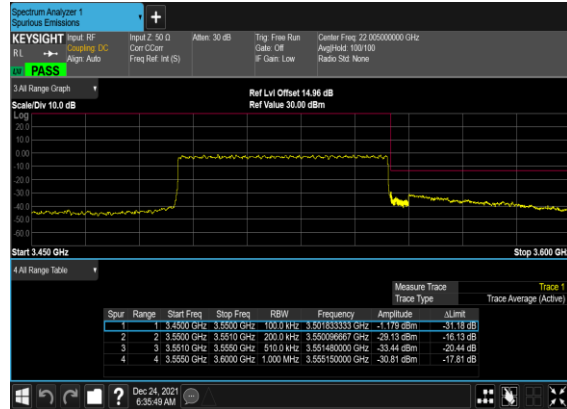 Spectrum Analyzer 1
Spurious Emissions
KEYSIGHT Input: RF Input Z: 50 Ω Atten: 30 dB Trig: Free Run Center Freq: 22.005000000 GHz
RL Coupling: DC Corr CCorr Gate: Off Avg|Hold: 100/100
Align: Auto Freq Ref: Int (S) IF Gain: Low Radio Std: None
PASS
3 All Range Graph
Ref Lvl Offset 14.96 dB
Scale/Div 10.0 dB Ref Value 30.00 dBm
Log
20.0
10.0
0.00
-10.0
-20.0
-30.0
-40.0
-50.0
-60.0
Start 3.450 GHz Stop 3.600 GH
4 All Range Table
Measure Trace Trace 1
Trace Type Trace Average (Active)
Spur Range Start Freq Stop Freq RBW Frequency Amplitude ΔLimit
1 1 3.4500 GHz 3.5500 GHz 100.0 kHz 3.501833333 GHz -1.179 dBm -31.18 dB
2 2 3.5500 GHz 3.5510 GHz 200.0 kHz 3.550096667 GHz -29.13 dBm -16.13 dB
3 3 3.5510 GHz 3.5550 GHz 510.0 kHz 3.551480000 GHz -33.44 dBm -20.44 dB
4 4 3.5550 GHz 3.6000 GHz 1.000 MHz 3.555150000 GHz -30.81 dBm -17.81 dB
? Dec 24, 2021
6:35:49 AM